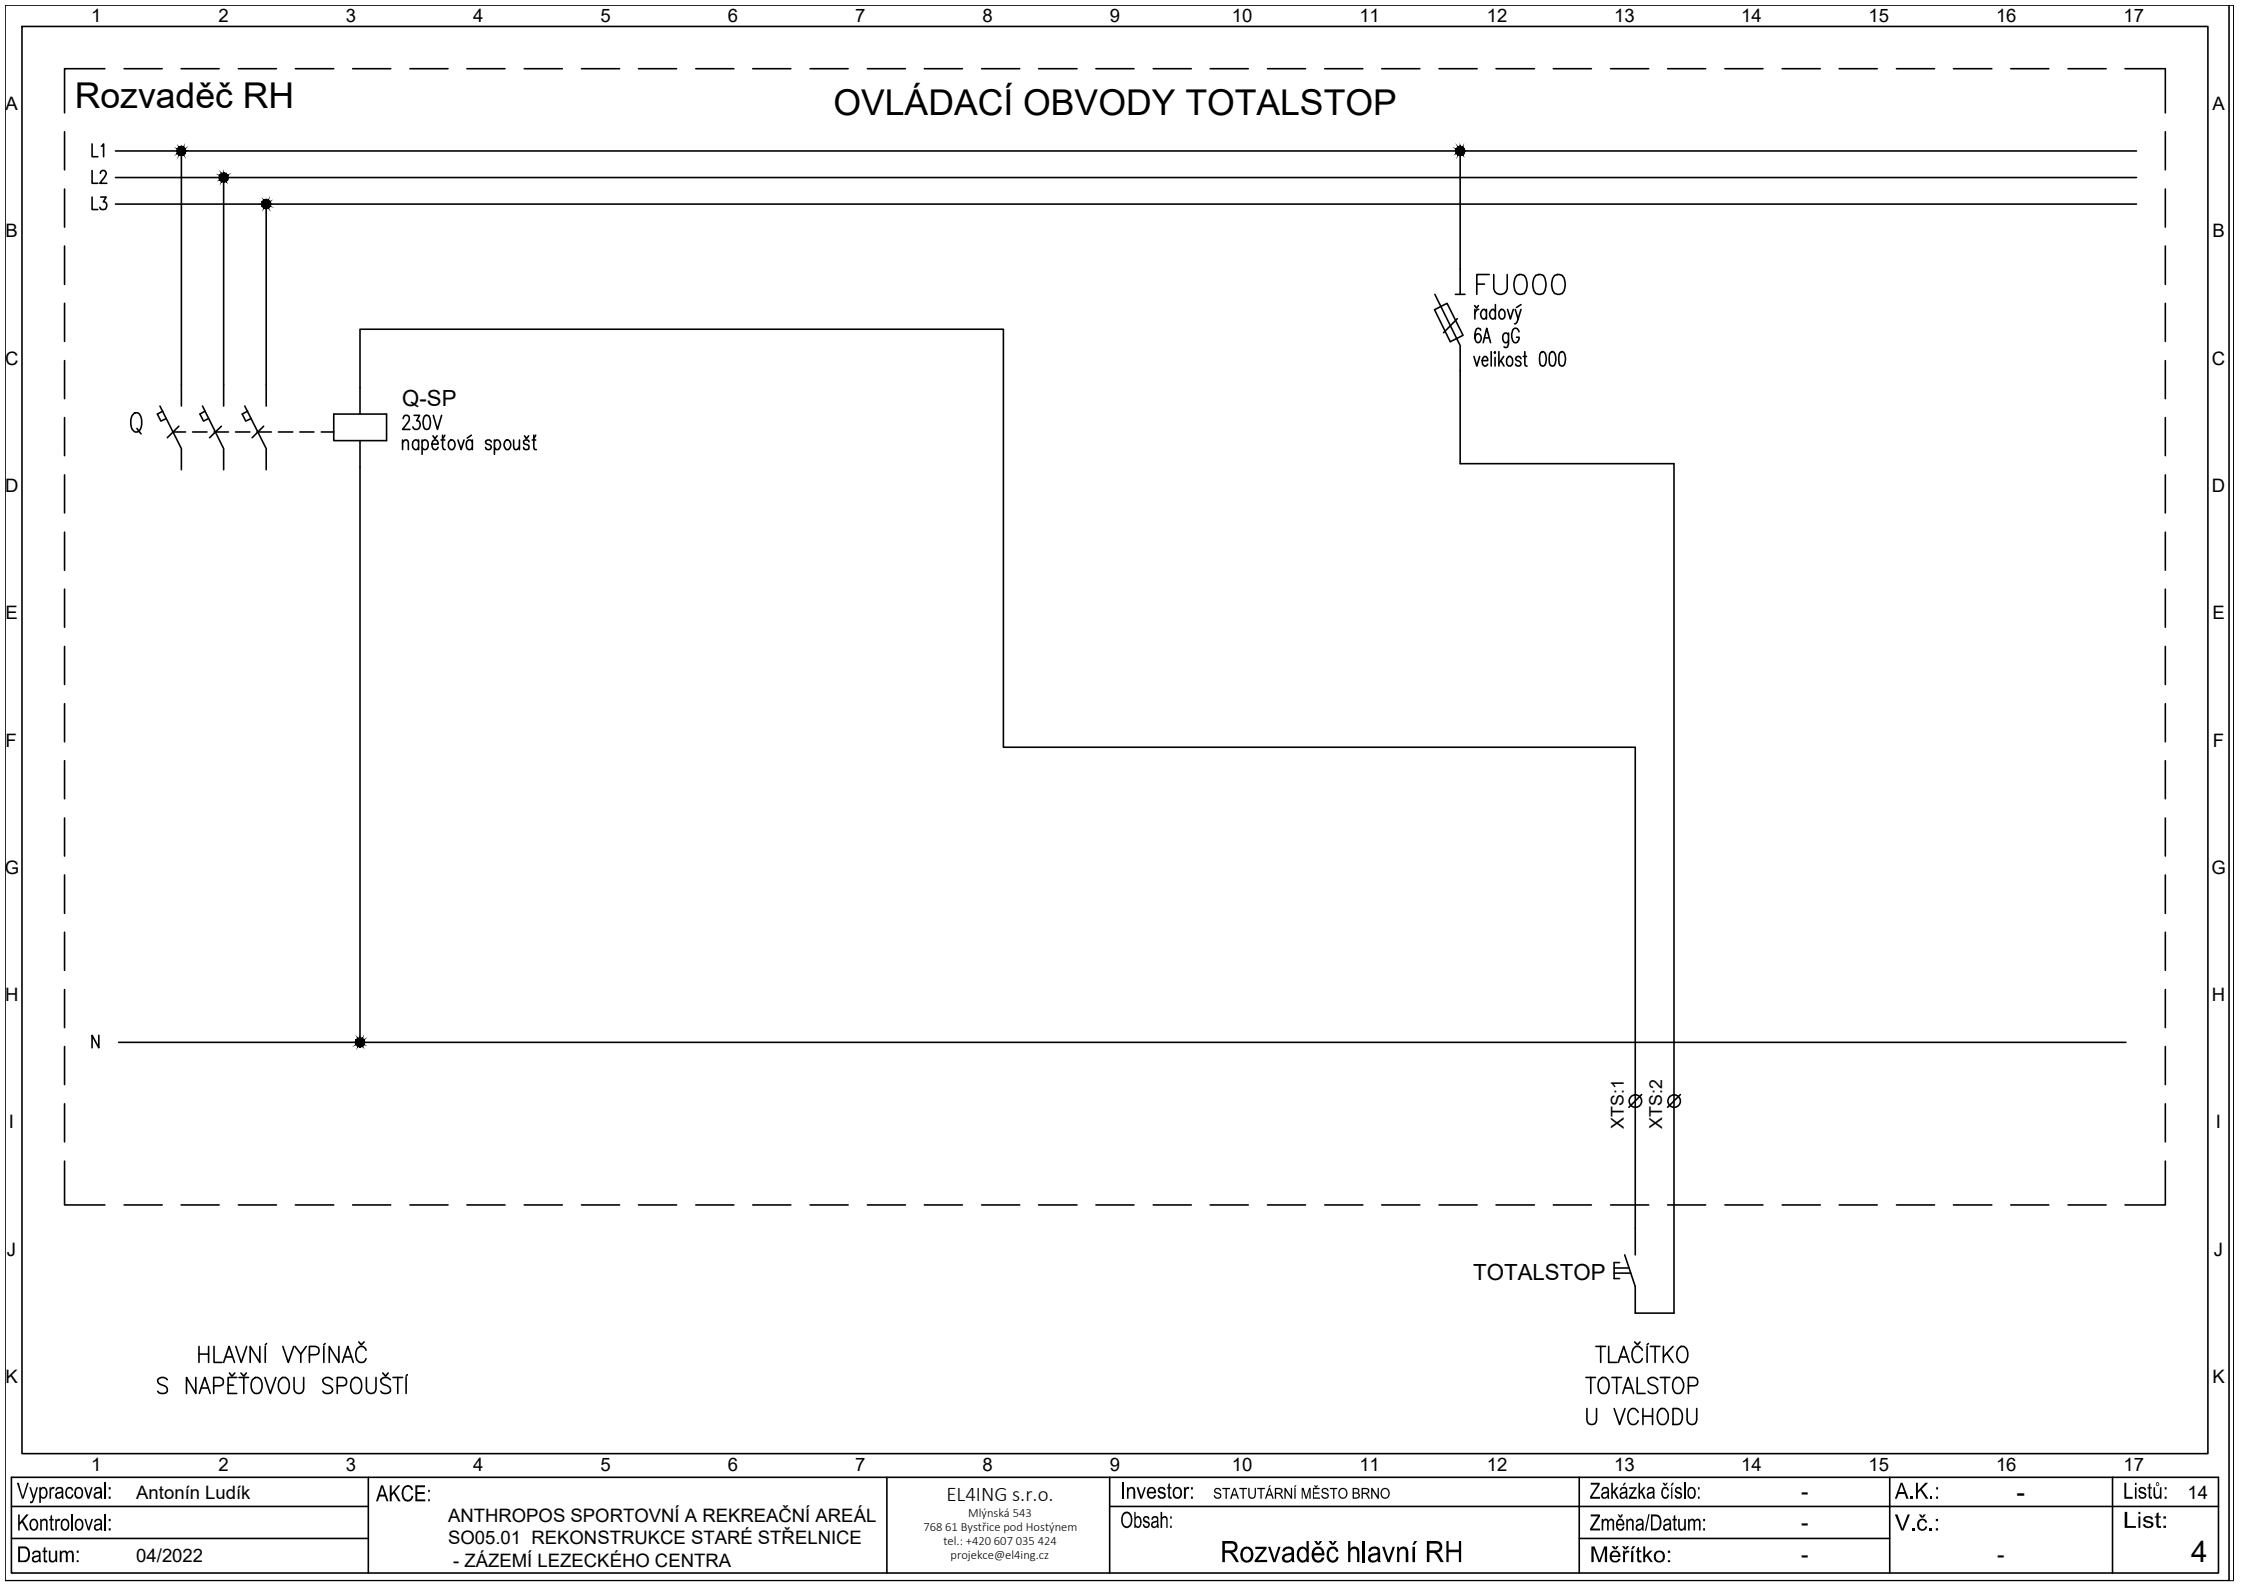 1 2 3 4 5 6 7 8 9 10 11 12 13 14 15 16 17
Rozvaděč RH
OVLÁDACÍ OBVODY TOTALSTOP
A A
L1
L2
L3
B B
FU000
řadový
6A gG
velikost 000
C C
Q
Q-SP
230V
napěťová spoušť
D D
E E
F F
G G
H H
N
XTS:1
XTS:2
I I
J J
TOTALSTOP
HLAVNÍ VYPÍNAČ
S NAPĚŤOVOU SPOUŠTÍ
TLAČÍTKO
TOTALSTOP
U VCHODU
K K
1 2 3 4 5 6 7 8 9 10 11 12 13 14 15 16 17
Vypracoval: Antonín Ludík
Kontroloval:
Datum: 04/2022
AKCE:
ANTHROPOS SPORTOVNÍ A REKREAČNÍ AREÁL
SO05.01 REKONSTRUKCE STARÉ STŘELNICE
- ZÁZEMÍ LEZECKÉHO CENTRA
EL4ING s.r.o.
Mlýnská 543
768 61 Bystřice pod Hostýnem
tel.: +420 607 035 424
projekce@el4ing.cz
Investor: STATUTÁRNÍ MĚSTO BRNO
Obsah:
Rozvaděč hlavní RH
Zakázka číslo: -
Změna/Datum: -
Měřítko: -
A.K.: -
V.č.:
-
Listů: 14
List:
4